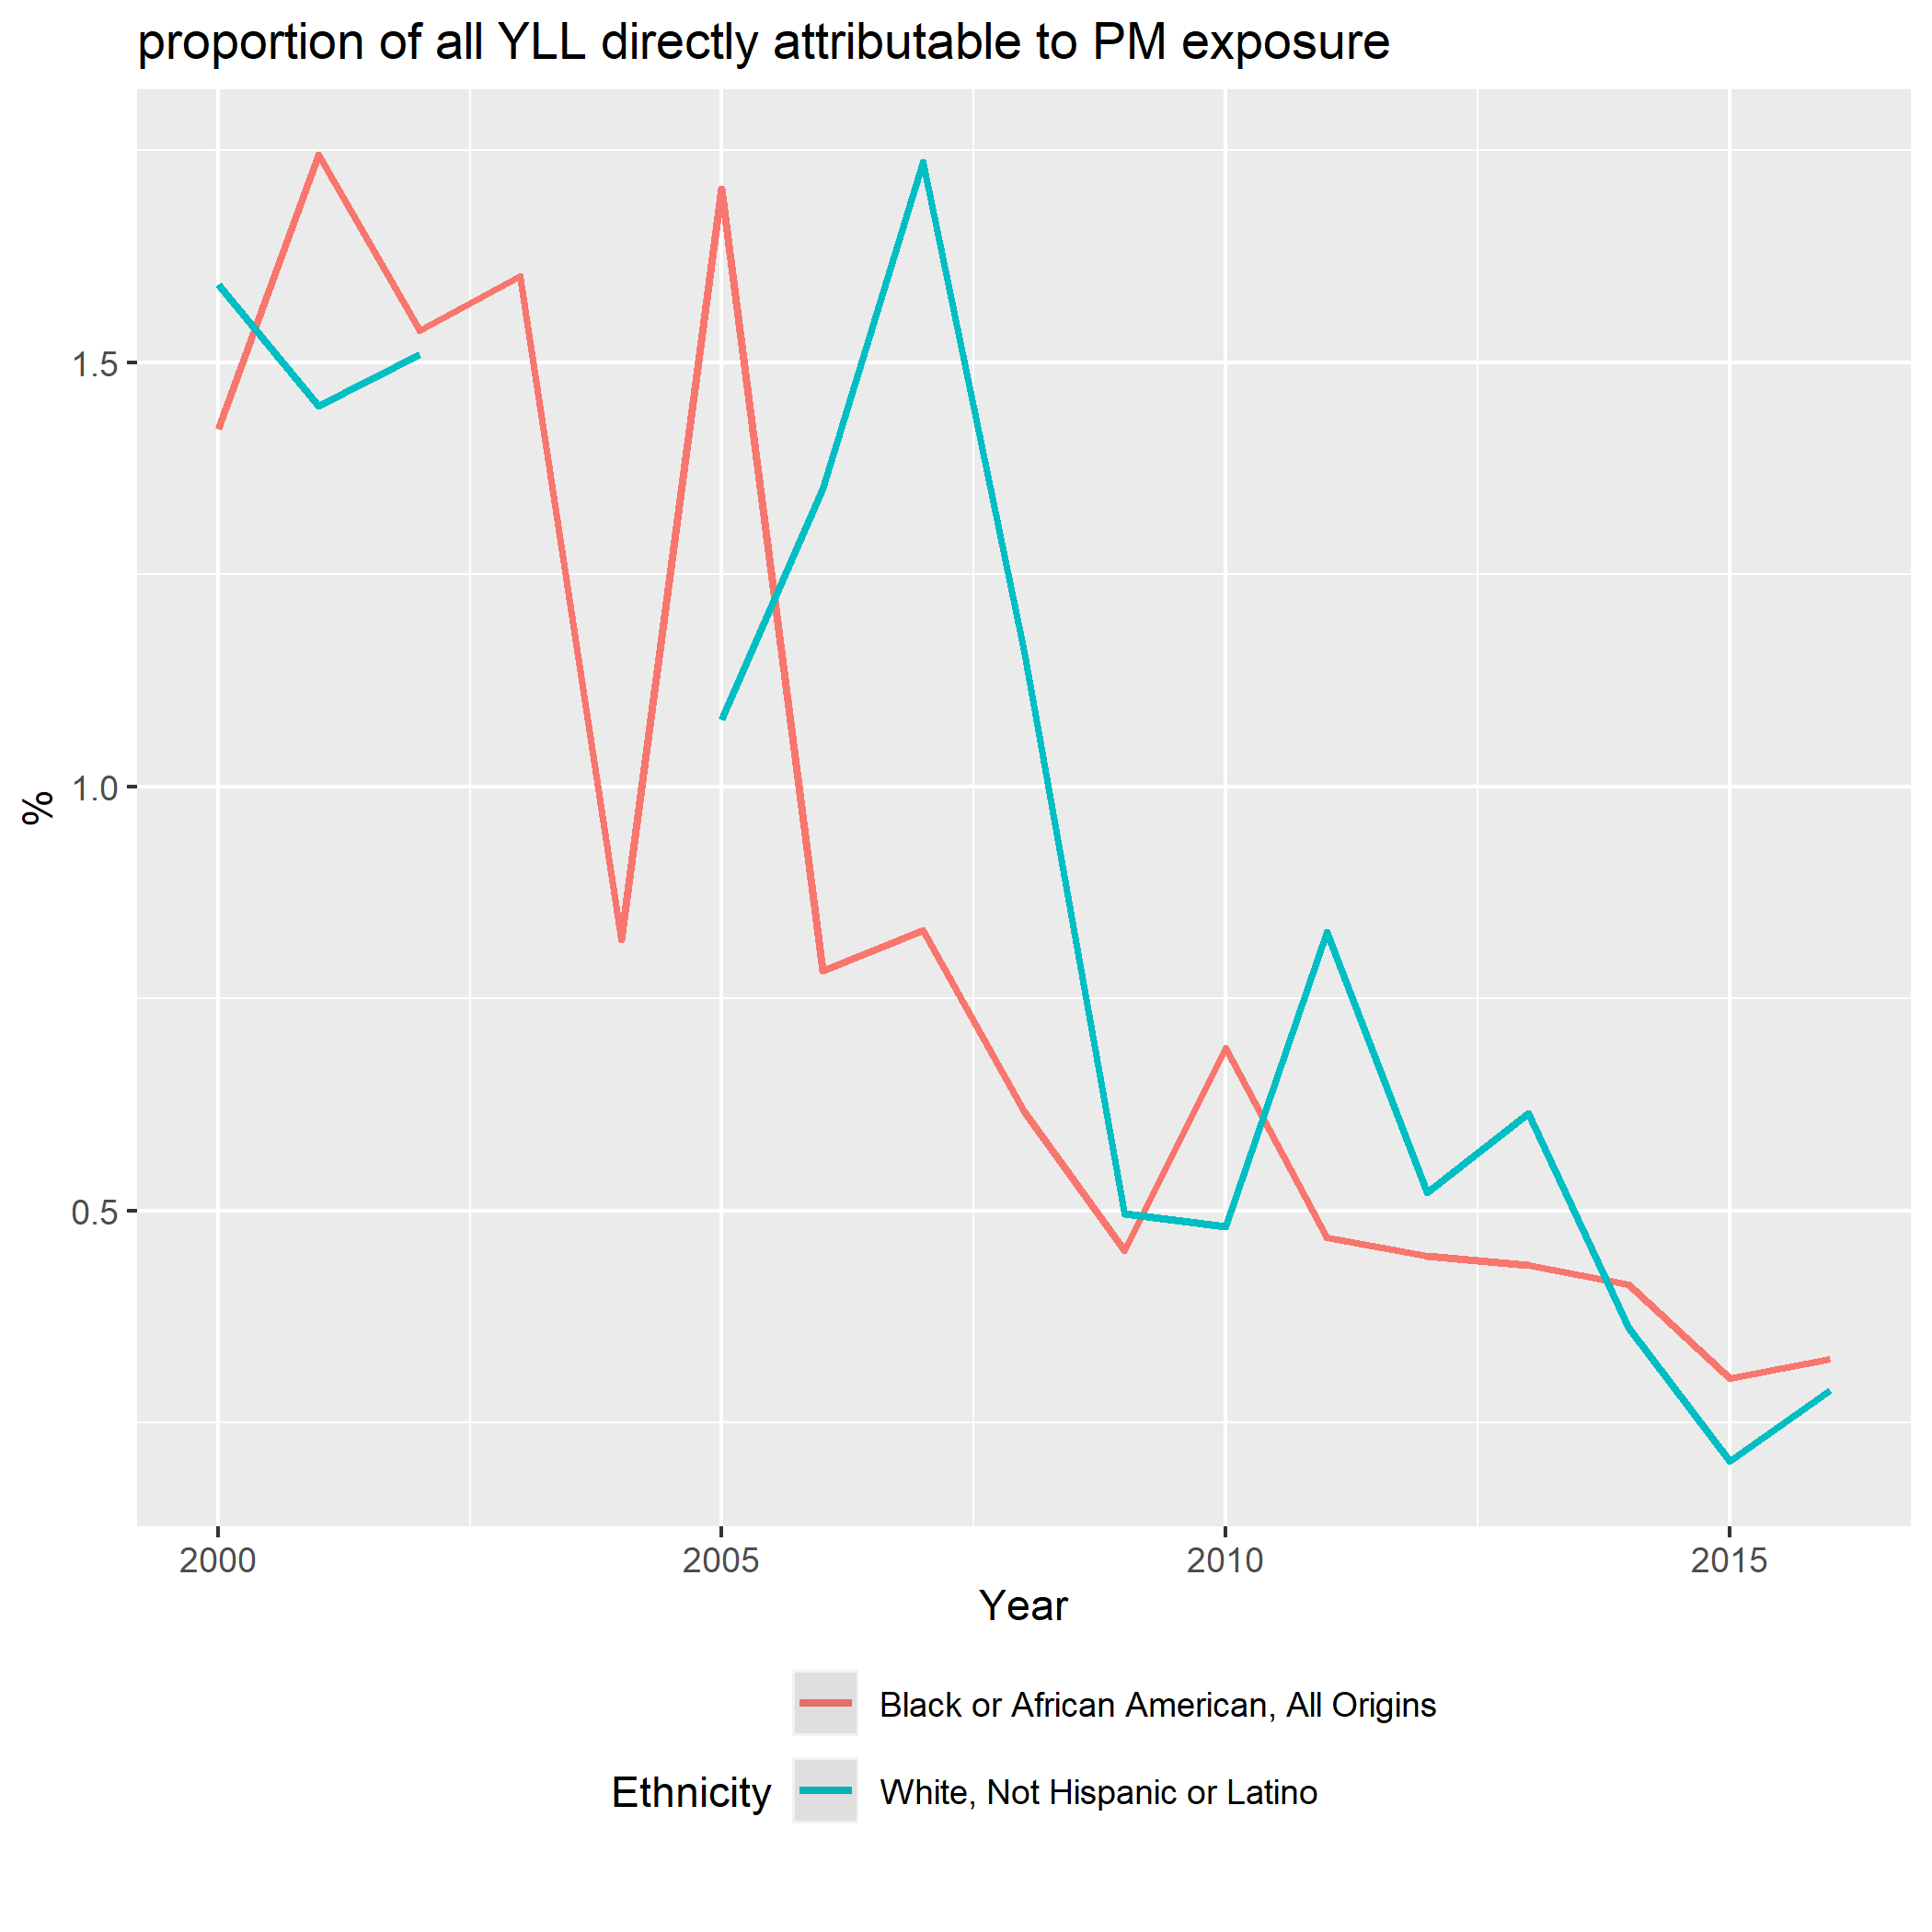 proportion of all YLL directly attributable to PM exposure
1.5
1.0
0.5
%
2000 2005 2010 2015
Year
Ethnicity
Black or African American, All Origins
White, Not Hispanic or Latino